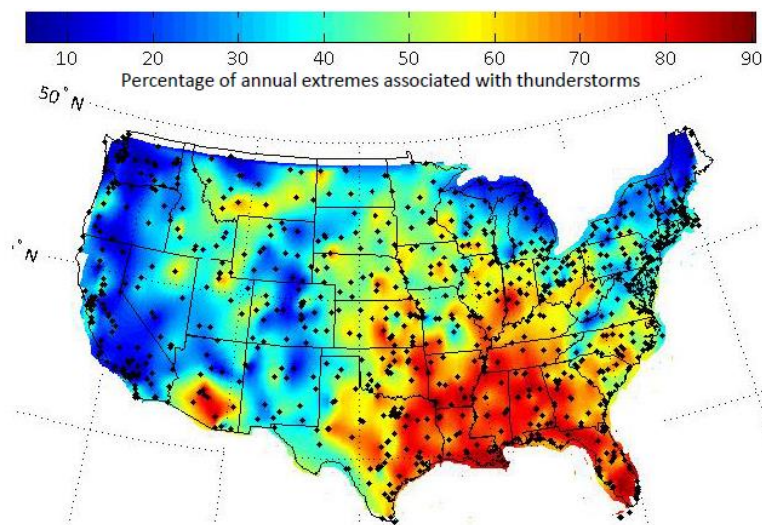 10 20 30 40 50 60 70 80 90
Percentage of annual extremes associated with thunderstorms
50°N
°N